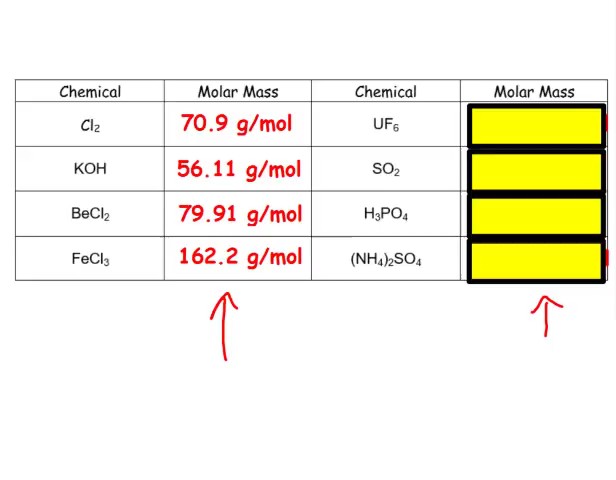 Chemical Molar Mass Chemical Molar Mass
Cl₂ 70.9 g/mol UF₆
KOH 56.11 g/mol SO₂
BeCl₂ 79.91 g/mol H₃PO₄
FeCl₃ 162.2 g/mol (NH₄)₂SO₄